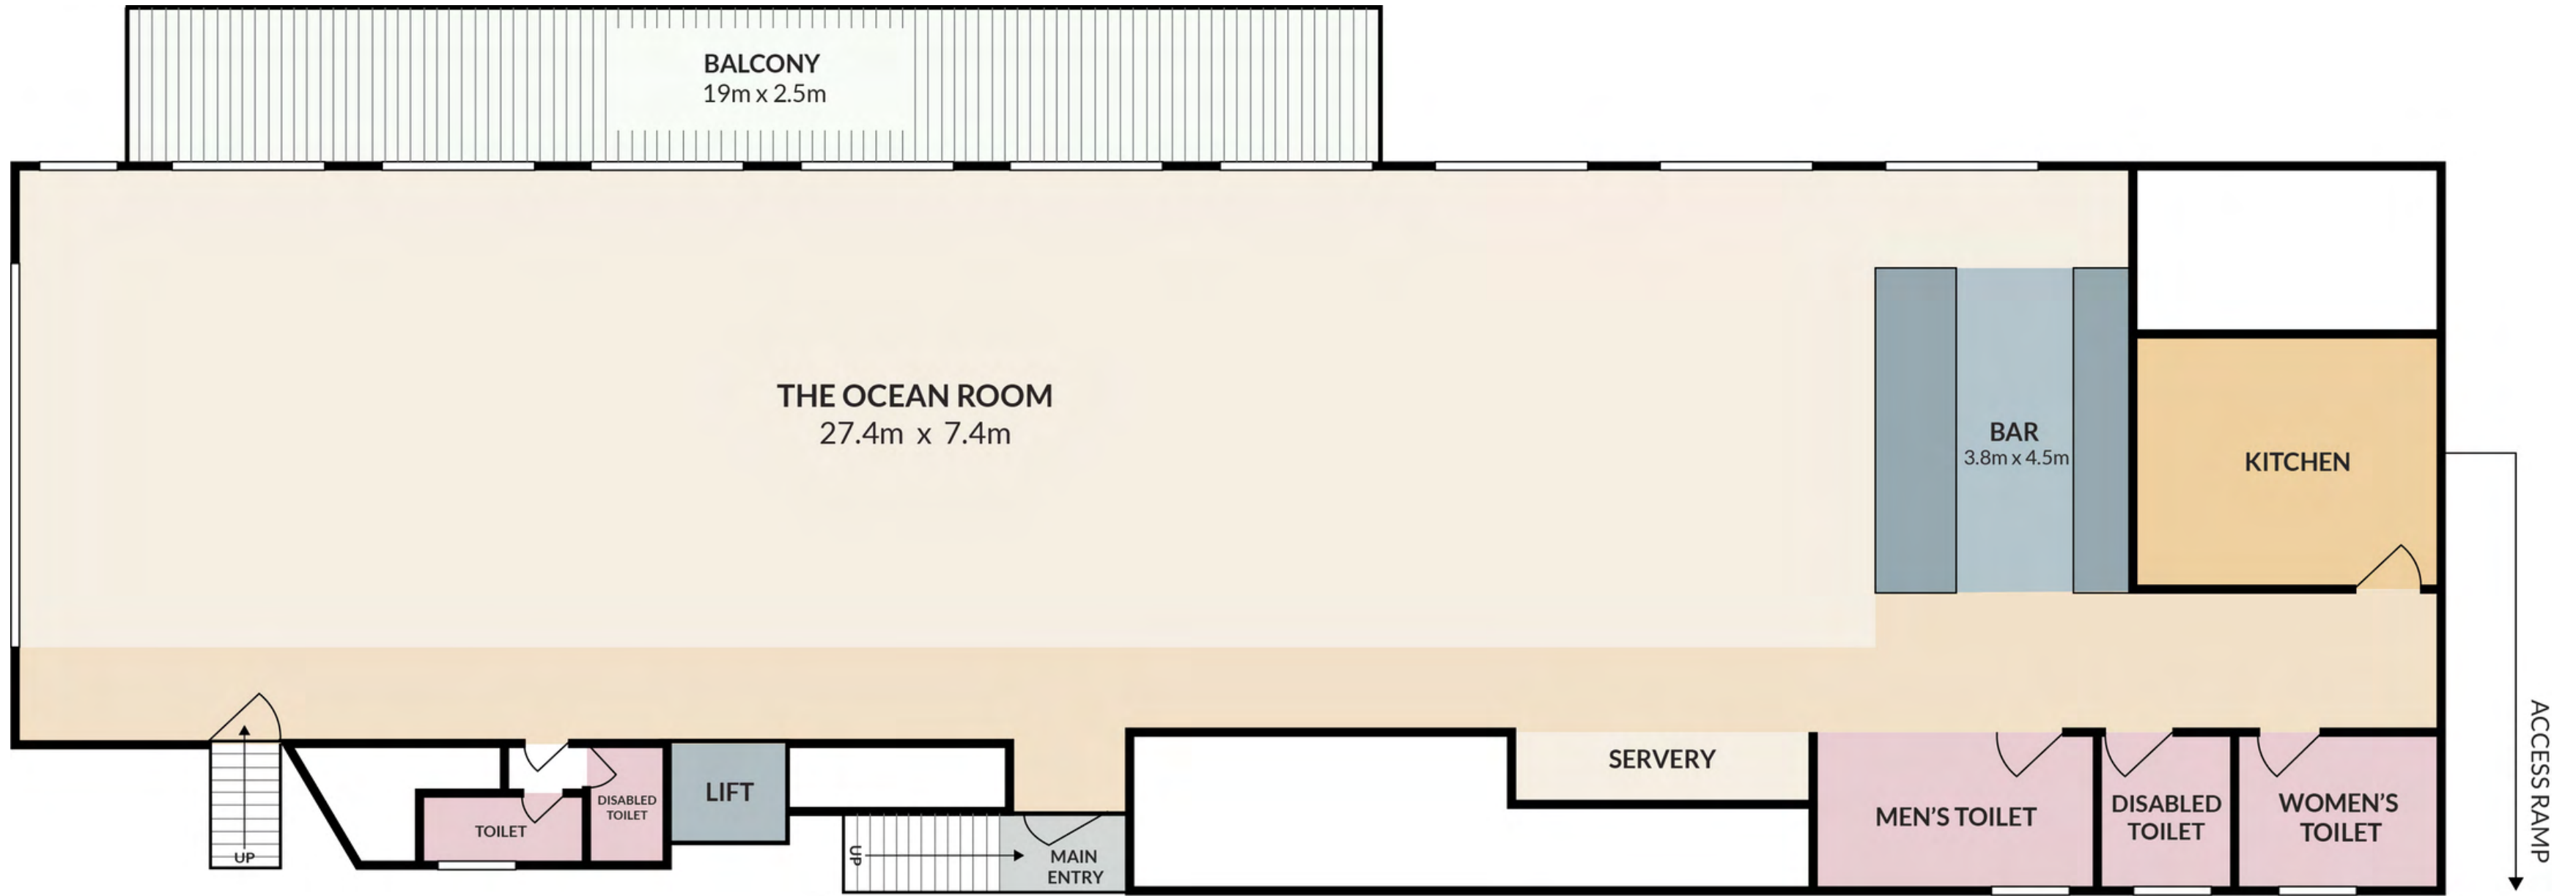 BALCONY
19m x 2.5m
THE OCEAN ROOM
27.4m x 7.4m
BAR
3.8m x 4.5m
KITCHEN
ACCESS RAMP
SERVERY
LIFT
DISABLED
TOILET
TOILET
UP
UP
MAIN
ENTRY
MEN'S TOILET
DISABLED
TOILET
WOMEN'S
TOILET